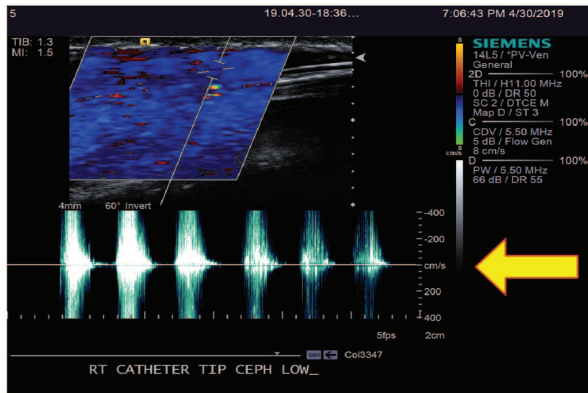 5 19.04.30-18:36... 7:06:43 PM 4/30/2019
TIB: 1.3
MI: 1.5
8
8
cm/s
SIEMENS
14L5 / *PV-Ven
General
2D 100%
THI / H11.00 MHz
0 dB / DR 50
SC 2 / DTCE M
Map D / ST 3
C 100%
CDV / 5.50 MHz
5 dB / Flow Gen
8 cm/s
D 100%
PW / 5.50 MHz
66 dB / DR 55
4mm 60° Invert
-400
-200
cm/s
200
400
5fps 2cm
Col3347
RT CATHETER TIP CEPH LOW_